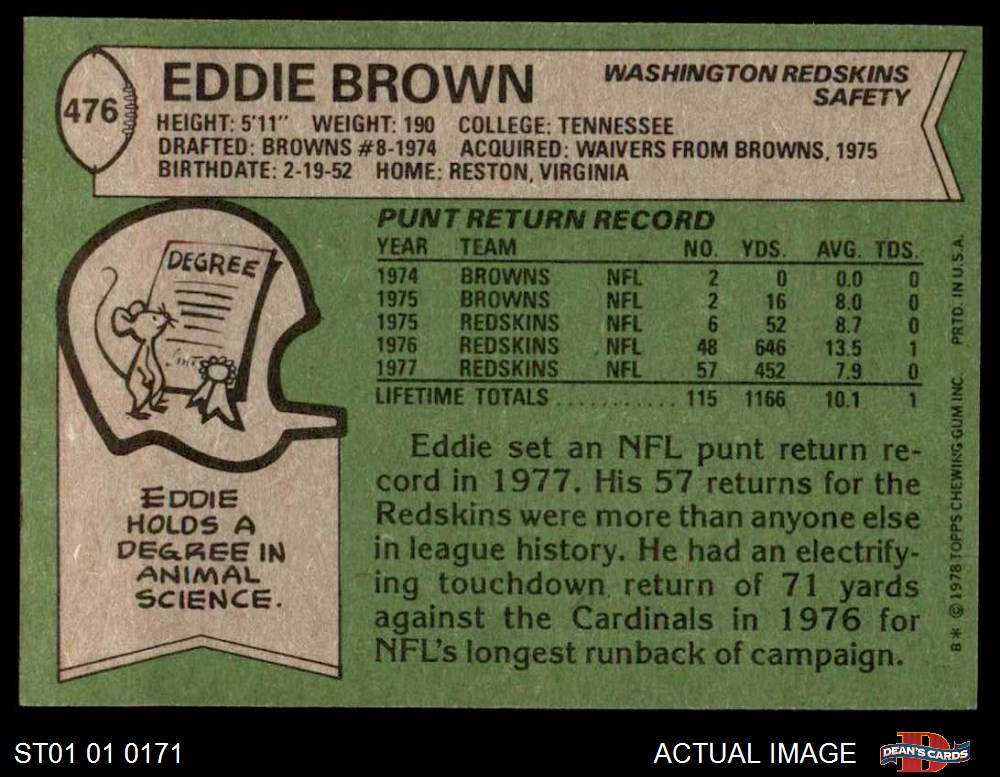 476
EDDIE BROWN
WASHINGTON REDSKINS
SAFETY
HEIGHT: 5'11" WEIGHT: 190 COLLEGE: TENNESSEE
DRAFTED: BROWNS #8-1974 ACQUIRED: WAIVERS FROM BROWNS, 1975
BIRTHDATE: 2-19-52 HOME: RESTON, VIRGINIA
DEGREE
EDDIE
HOLDS A
DEGREE IN
ANIMAL
SCIENCE.
PUNT RETURN RECORD
YEAR TEAM NO. YDS. AVG. TDS.
1974 BROWNS NFL 2 0 0.0 0
1975 BROWNS NFL 2 16 8.0 0
1975 REDSKINS NFL 6 52 8.7 0
1976 REDSKINS NFL 48 646 13.5 1
1977 REDSKINS NFL 57 452 7.9 0
LIFETIME TOTALS ........... 115 1166 10.1 1
Eddie set an NFL punt return re-
cord in 1977. His 57 returns for the
Redskins were more than anyone else
in league history. He had an electrify-
ing touchdown return of 71 yards
against the Cardinals in 1976 for
NFL's longest runback of campaign.
8* © 1978 TOPPS CHEWING GUM INC. PRTD. IN U.S.A.
ST01 01 0171
ACTUAL IMAGE
D
DEAN'S CARDS